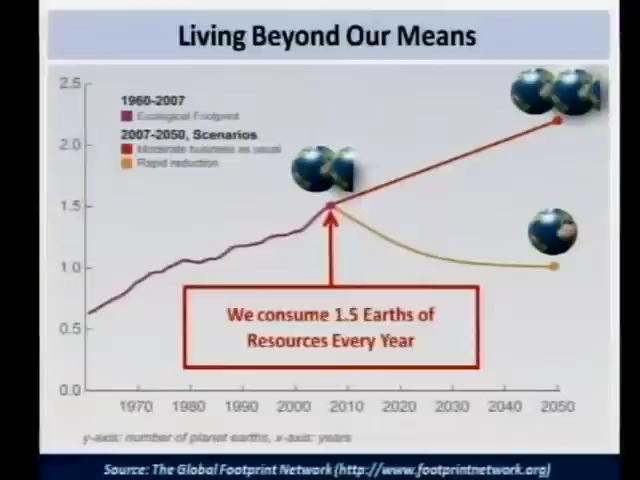 Living Beyond Our Means
2.5
1960-2007
Ecological Footprint
2007-2050, Scenarios
Moderate business as usual
Rapid reduction
2.0
1.5
1.0
0.5
0.0
We consume 1.5 Earths of
Resources Every Year
1970 1980 1990 2000 2010 2020 2030 2040 2050
y-axis: number of planet earths, x-axis: years
Source: The Global Footprint Network (http://www.footprintnetwork.org)